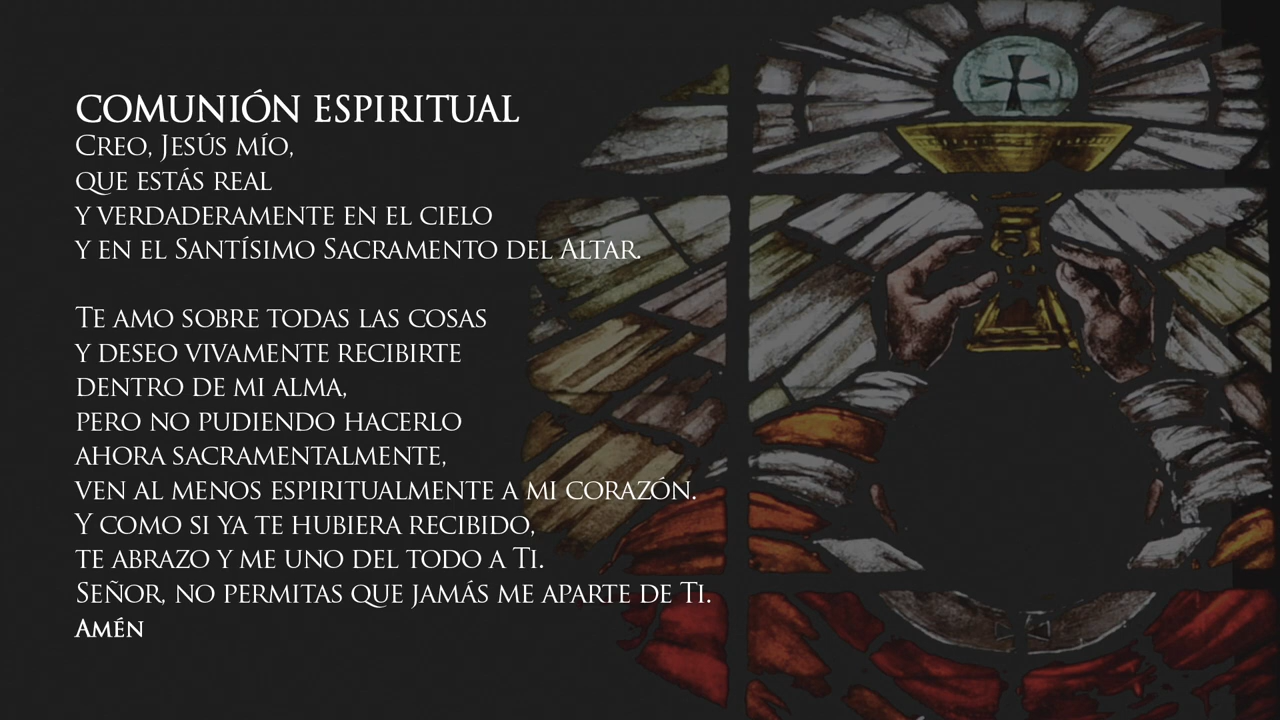 COMUNIÓN ESPIRITUAL
CREO, JESÚS MÍO,
QUE ESTÁS REAL
Y VERDADERAMENTE EN EL CIELO
Y EN EL SANTÍSIMO SACRAMENTO DEL ALTAR.
TE AMO SOBRE TODAS LAS COSAS
Y DESEO VIVAMENTE RECIBIRTE
DENTRO DE MI ALMA,
PERO NO PUDIENDO HACERLO
AHORA SACRAMENTALMENTE,
VEN AL MENOS ESPIRITUALMENTE A MI CORAZÓN.
Y COMO SI YA TE HUBIERA RECIBIDO,
TE ABRAZO Y ME UNO DEL TODO A TI.
SEÑOR, NO PERMITAS QUE JAMÁS ME APARTE DE TI.
AMÉN